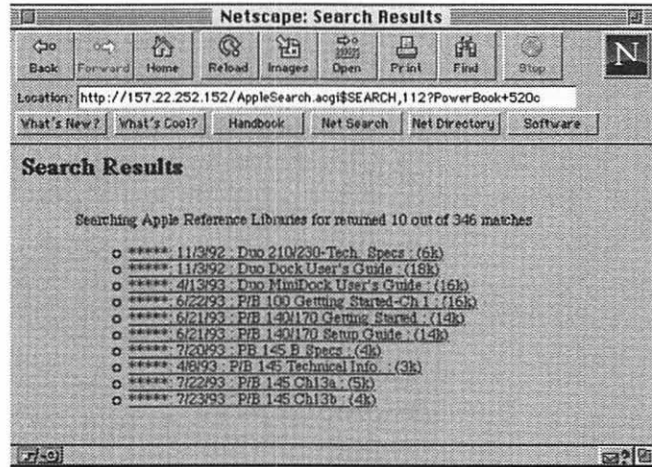 Netscape: Search Results
Back Forward Home Reload Images Open Print Find Stop N
Location: http://157.22.252.152/AppleSearch.acgi$SEARCH,112?PowerBook+520c
What's New? What's Cool? Handbook Net Search Net Directory Software
Search Results
Searching Apple Reference Libraries for returned 10 out of 346 matches
*****: 11/3/92 : Duo 210/230-Tech. Specs : (6k)
*****: 11/3/92 : Duo Dock User's Guide : (18k)
*****: 4/13/93 : Duo MiniDock User's Guide : (16k)
*****: 6/22/93 : P/B 100 Getting Started-Ch 1 : (16k)
*****: 6/21/93 : P/B 140/170 Getting Started : (14k)
*****: 6/21/93 : P/B 140/170 Setup Guide : (14k)
*****: 7/20/93 : PB 145 B Specs : (4k)
*****: 4/8/93 : P/B 145 Technical Info. : (3k)
*****: 7/22/93 : P/B 145 Ch13a : (5k)
*****: 7/23/93 : P/B 145 Ch13b : (4k)